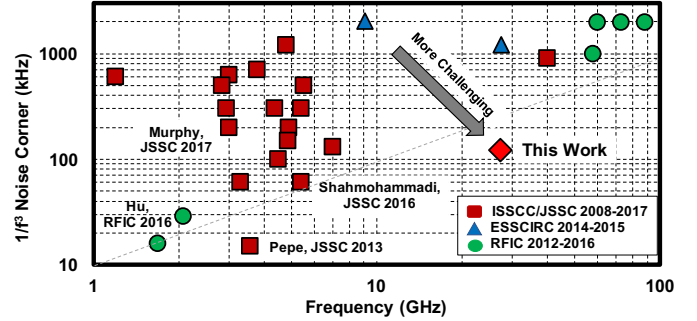 1/f³ Noise Corner (kHz)
1000
100
10
More Challenging
Murphy,
JSSC 2017
This Work
Hu,
RFIC 2016
Shahmohammadi,
JSSC 2016
Pepe, JSSC 2013
ISSCC/JSSC 2008-2017
ESSCIRC 2014-2015
RFIC 2012-2016
1
10
100
Frequency (GHz)